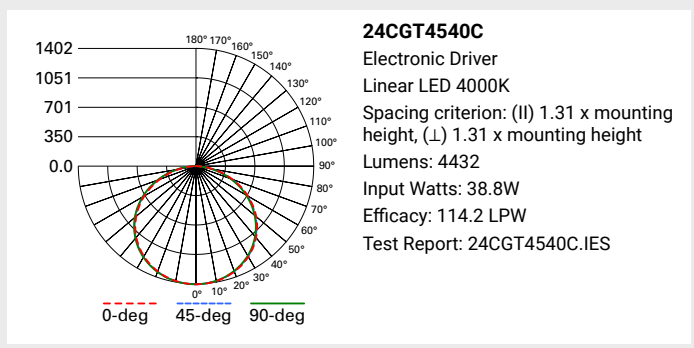 1402
1051
701
350
0.0
180°
170°
160°
150°
140°
130°
120°
110°
100°
90°
80°
70°
60°
50°
40°
30°
20°
10°
0°
0-deg
45-deg
90-deg
24CGT4540C
Electronic Driver
Linear LED 4000K
Spacing criterion: (II) 1.31 x mounting
height, (⊥) 1.31 x mounting height
Lumens: 4432
Input Watts: 38.8W
Efficacy: 114.2 LPW
Test Report: 24CGT4540C.IES